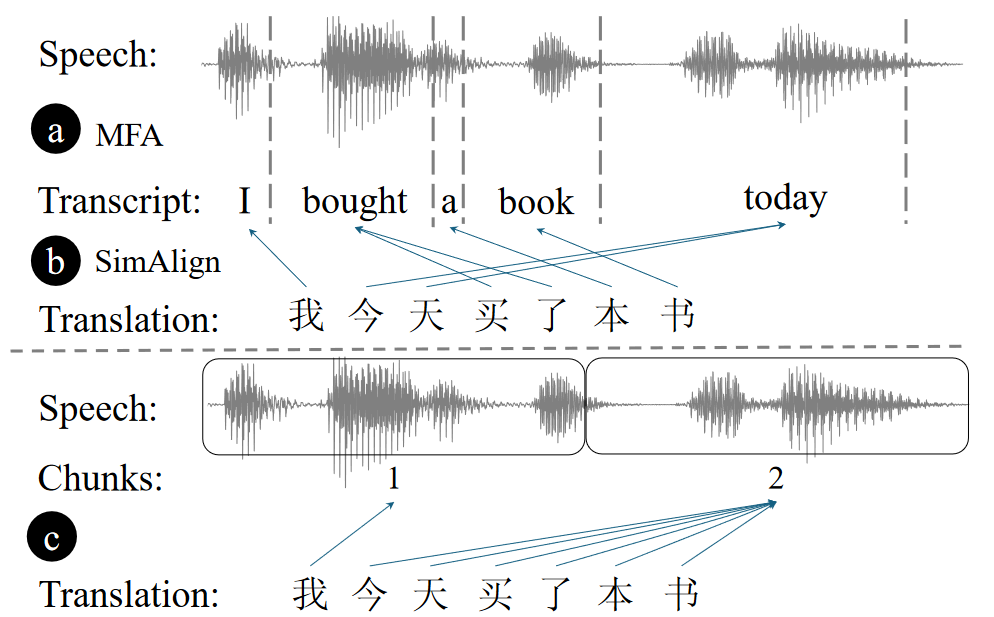 Speech:
a MFA
Transcript: I bought a book today
b SimAlign
Translation: 我 今 天 买 了 本 书
Speech:
Chunks: 1 2
c
Translation: 我 今 天 买 了 本 书